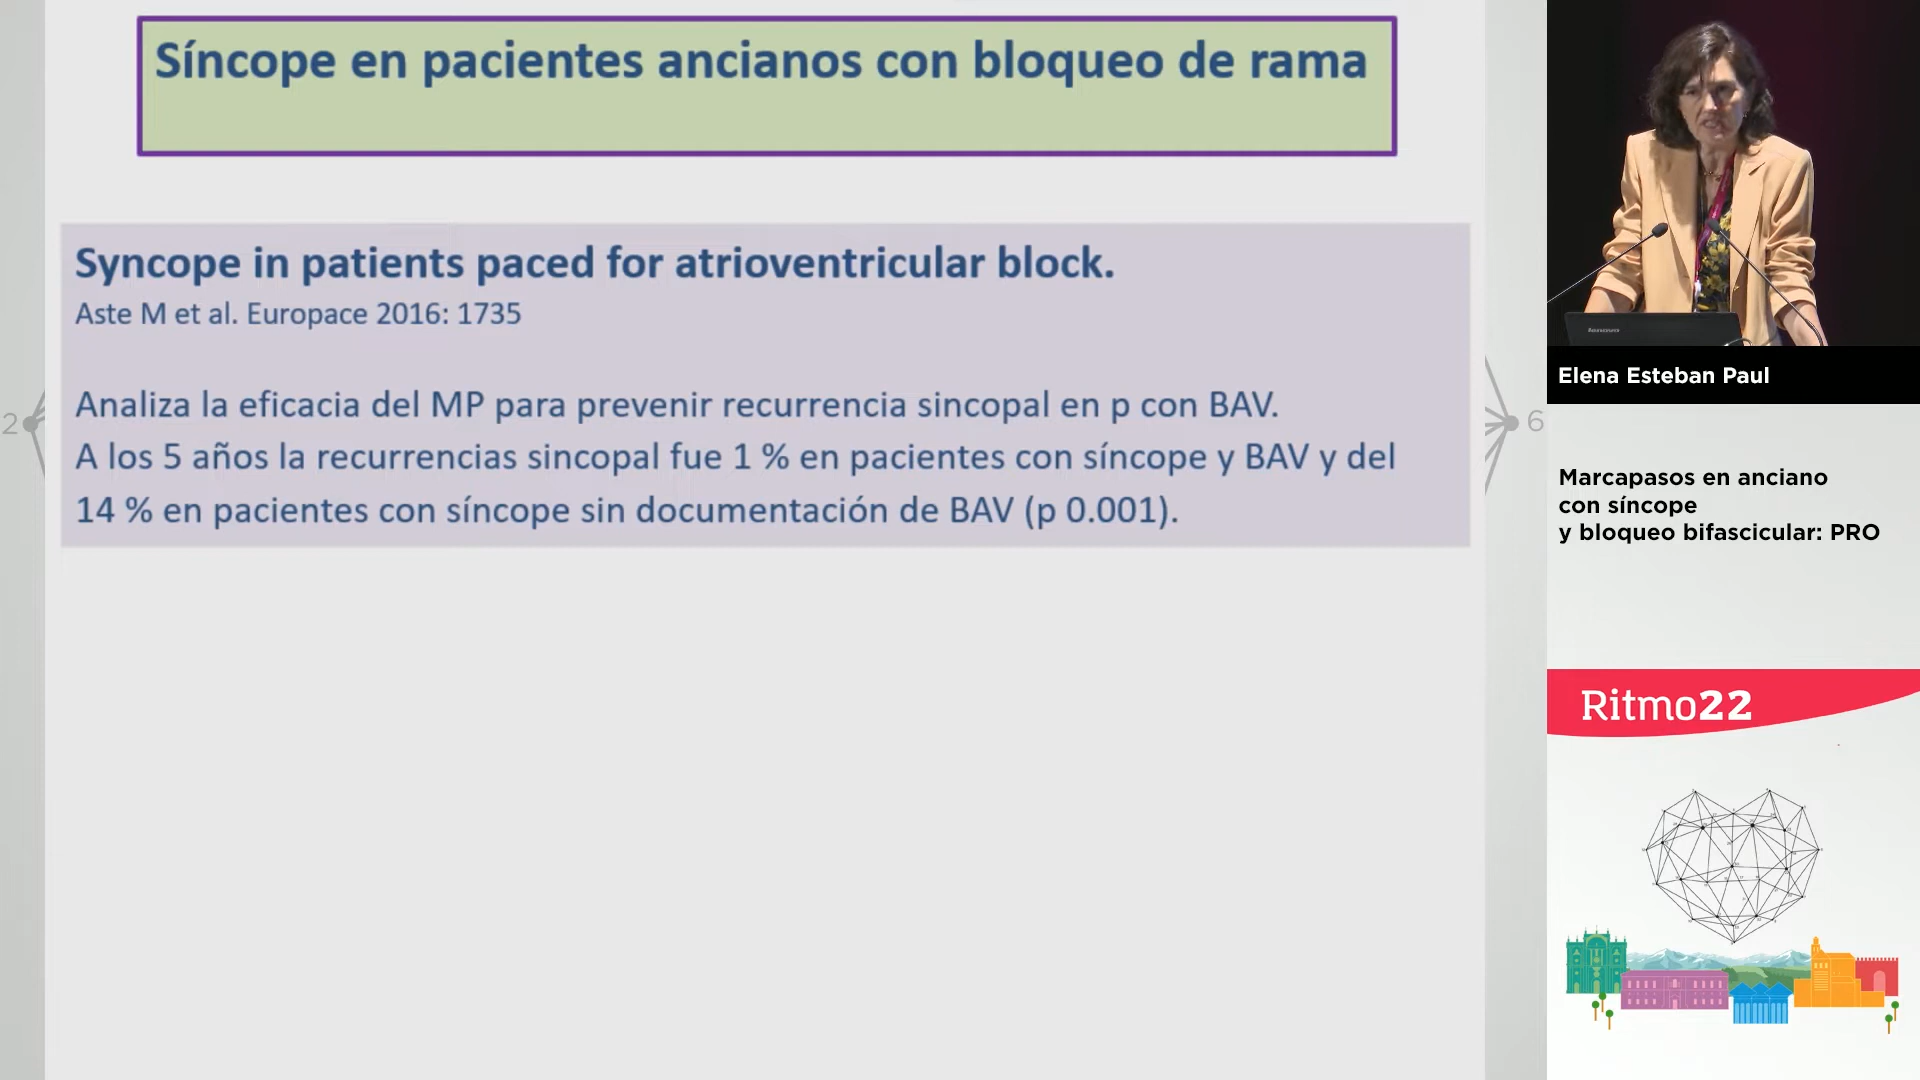 Síncope en pacientes ancianos con bloqueo de rama
Syncope in patients paced for atrioventricular block.
Aste M et al. Europace 2016: 1735
Analiza la eficacia del MP para prevenir recurrencia sincopal en p con BAV.
A los 5 años la recurrencias sincopal fue 1 % en pacientes con síncope y BAV y del
14 % en pacientes con síncope sin documentación de BAV (p 0.001).
2
6
lenovo
Elena Esteban Paul
Marcapasos en anciano
con síncope
y bloqueo bifascicular: PRO
Ritmo22